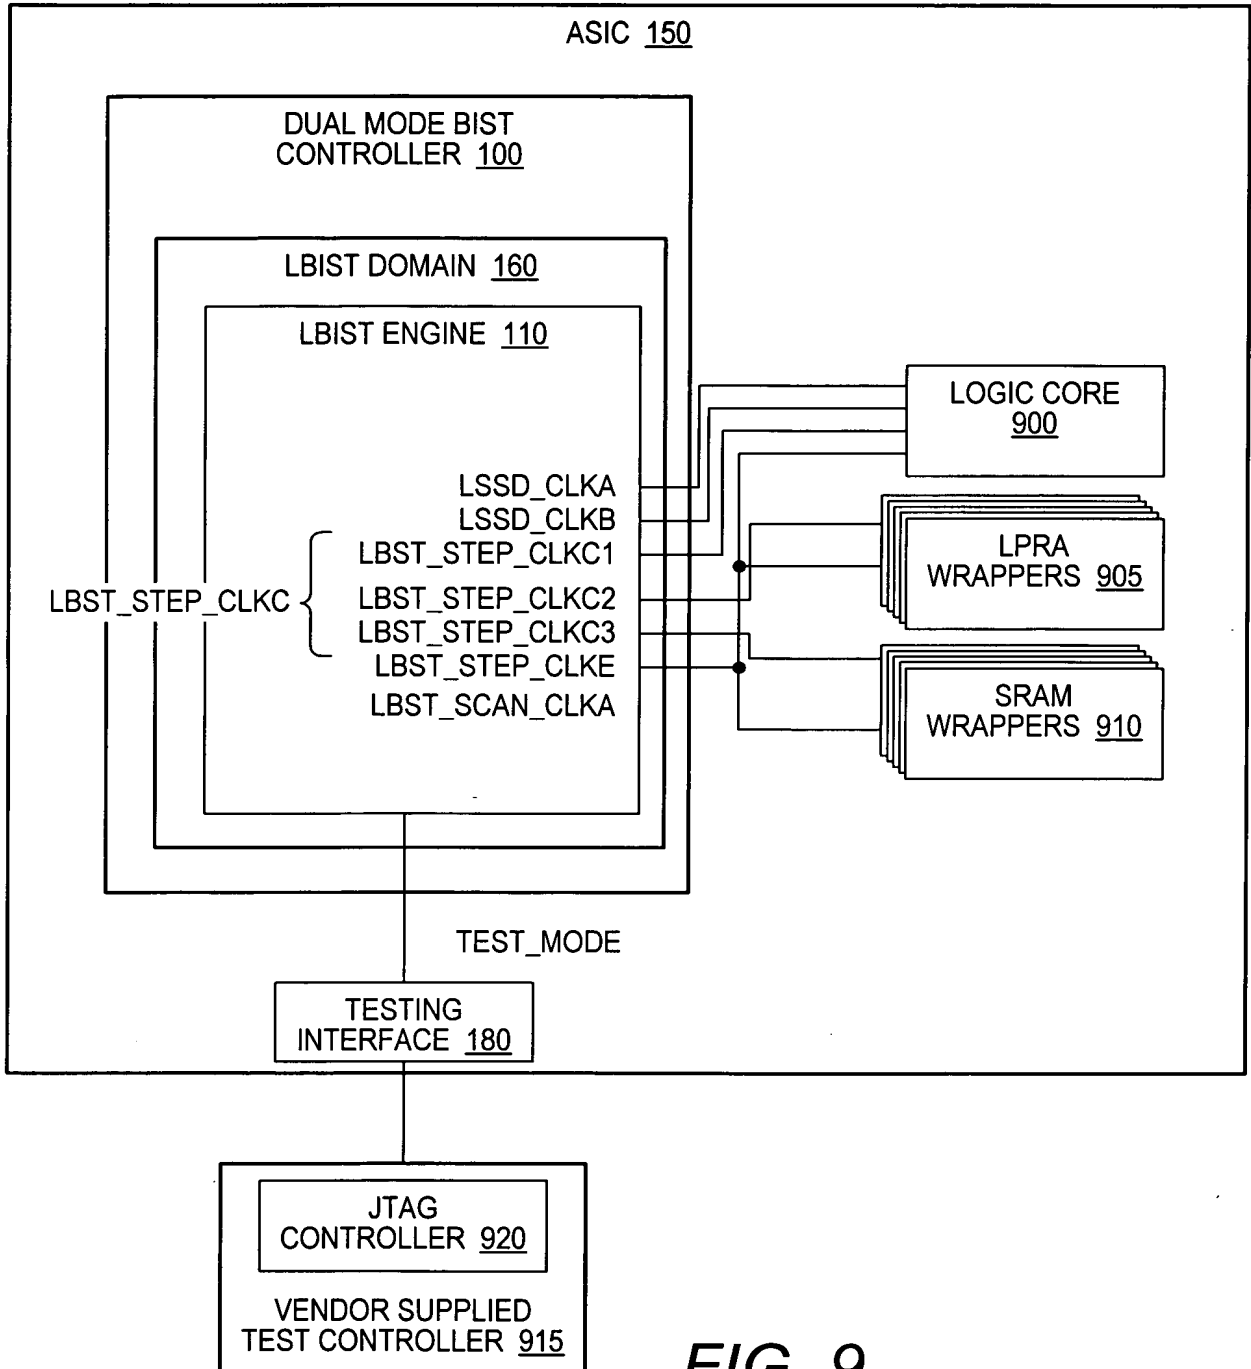 ASIC 150
DUAL MODE BIST
CONTROLLER 100
LBIST DOMAIN 160
LBIST ENGINE 110
LOGIC CORE
900
LSSD_CLKA
LSSD_CLKB
LBST_STEP_CLKC1
LPRA
WRAPPERS 905
LBST_STEP_CLKC
LBST_STEP_CLKC2
LBST_STEP_CLKC3
LBST_STEP_CLKE
LBST_SCAN_CLKA
SRAM
WRAPPERS 910
TEST_MODE
TESTING
INTERFACE 180
JTAG
CONTROLLER 920
VENDOR SUPPLIED
TEST CONTROLLER 915
FIG. 9